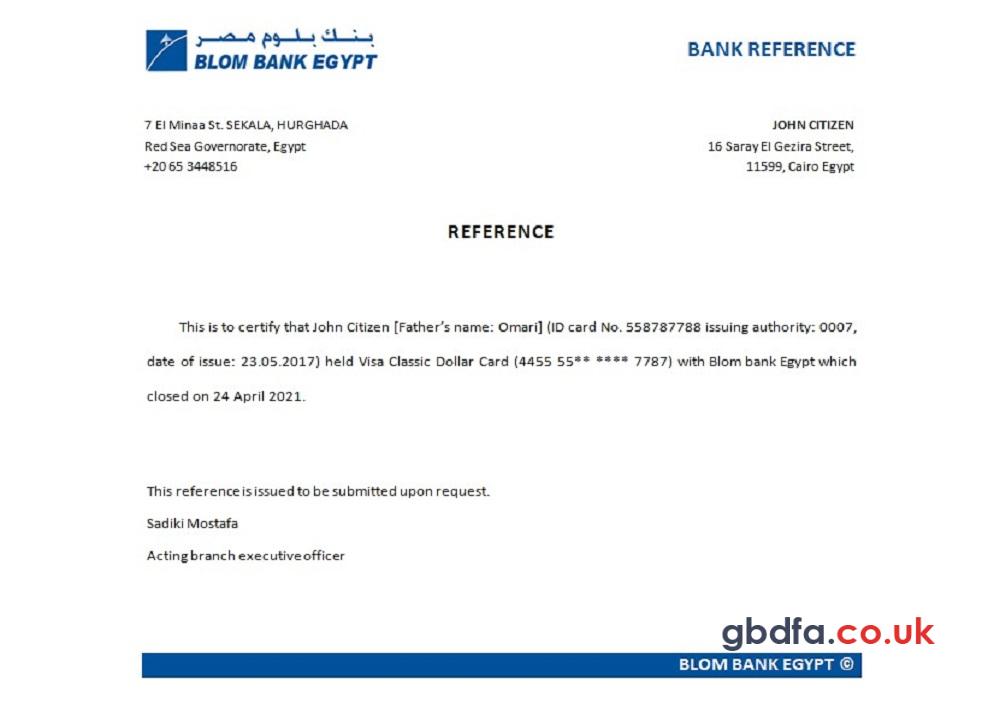 بنك بلوم مصر
BLOM BANK EGYPT
BANK REFERENCE
7 El Minaa St. SEKALA, HURGHADA
Red Sea Governorate, Egypt
+20 65 3448516
JOHN CITIZEN
16 Saray El Gezira Street,
11599, Cairo Egypt
REFERENCE
This is to certify that John Citizen [Father's name: Omari] (ID card No. 558787788 issuing authority: 0007,
date of issue: 23.05.2017) held Visa Classic Dollar Card (4455 55** **** 7787) with Blom bank Egypt which
closed on 24 April 2021.
This reference is issued to be submitted upon request.
Sadiki Mostafa
Acting branch executive officer
gbdfa.co.uk
BLOM BANK EGYPT ©